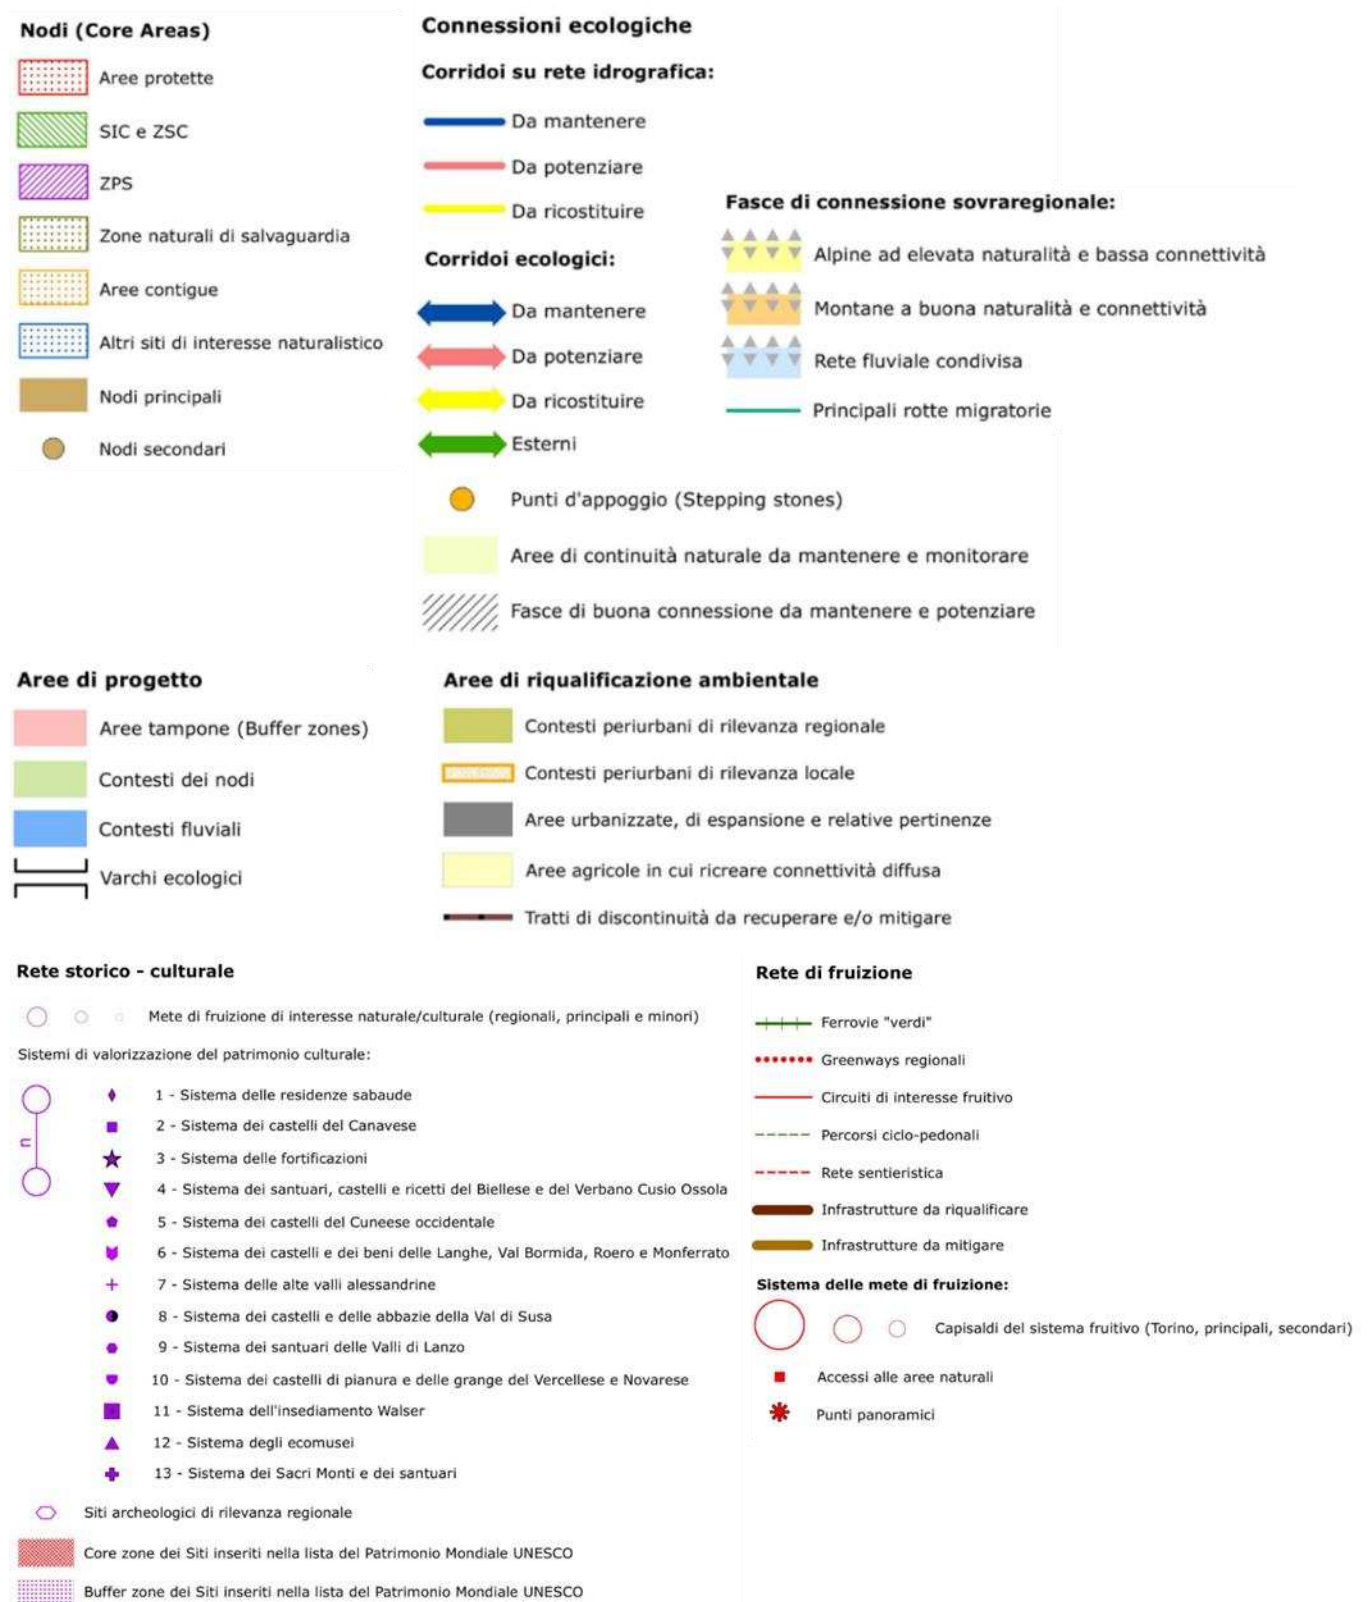 Nodi (Core Areas)
Aree protette
SIC e ZSC
ZPS
Zone naturali di salvaguardia
Aree contigue
Altri siti di interesse naturalistico
Nodi principali
Nodi secondari
Connessioni ecologiche
Corridoi su rete idrografica:
Da mantenere
Da potenziare
Da ricostituire
Corridoi ecologici:
Da mantenere
Da potenziare
Da ricostituire
Esterni
Punti d'appoggio (Stepping stones)
Aree di continuità naturale da mantenere e monitorare
Fasce di buona connessione da mantenere e potenziare
Fasce di connessione sovraregionale:
Alpine ad elevata naturalità e bassa connettività
Montane a buona naturalità e connettività
Rete fluviale condivisa
Principali rotte migratorie
Aree di progetto
Aree tampone (Buffer zones)
Contesti dei nodi
Contesti fluviali
Varchi ecologici
Aree di riqualificazione ambientale
Contesti periurbani di rilevanza regionale
Contesti periurbani di rilevanza locale
Aree urbanizzate, di espansione e relative pertinenze
Aree agricole in cui ricreare connettività diffusa
Tratti di discontinuità da recuperare e/o mitigare
Rete storico - culturale
Mete di fruizione di interesse naturale/culturale (regionali, principali e minori)
Sistemi di valorizzazione del patrimonio culturale:
n
1 - Sistema delle residenze sabaude
2 - Sistema dei castelli del Canavese
3 - Sistema delle fortificazioni
4 - Sistema dei santuari, castelli e ricetti del Biellese e del Verbano Cusio Ossola
5 - Sistema dei castelli del Cuneese occidentale
6 - Sistema dei castelli e dei beni delle Langhe, Val Bormida, Roero e Monferrato
7 - Sistema delle alte valli alessandrine
8 - Sistema dei castelli e delle abbazie della Val di Susa
9 - Sistema dei santuari delle Valli di Lanzo
10 - Sistema dei castelli di pianura e delle grange del Vercellese e Novarese
11 - Sistema dell'insediamento Walser
12 - Sistema degli ecomusei
13 - Sistema dei Sacri Monti e dei santuari
Siti archeologici di rilevanza regionale
Core zone dei Siti inseriti nella lista del Patrimonio Mondiale UNESCO
Buffer zone dei Siti inseriti nella lista del Patrimonio Mondiale UNESCO
Rete di fruizione
Ferrovie "verdi"
Greenways regionali
Circuiti di interesse fruitivo
Percorsi ciclo-pedonali
Rete sentieristica
Infrastrutture da riqualificare
Infrastrutture da mitigare
Sistema delle mete di fruizione:
Capisaldi del sistema fruitivo (Torino, principali, secondari)
Accessi alle aree naturali
Punti panoramici